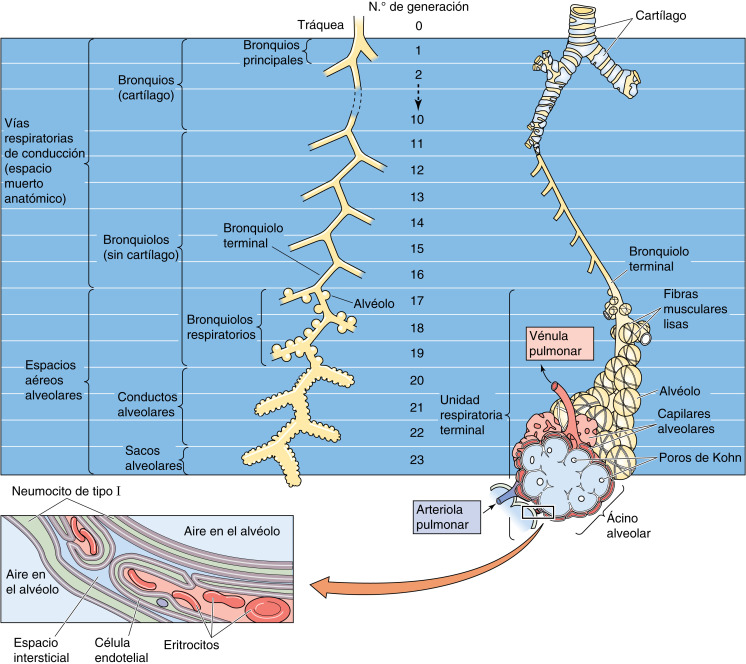 N.° de generación
Tráquea
0
Cartílago
Bronquios
principales
1
Bronquios
(cartílago)
2
10
Vías
respiratorias
de conducción
(espacio
muerto
anatómico)
11
12
13
14
15
16
Bronquiolos
(sin cartílago)
Bronquiolo
terminal
Bronquiolo
terminal
Alvéolo
17
Fibras
musculares
lisas
Bronquiolos
respiratorios
18
Vénula
pulmonar
19
Espacios
aéreos
alveolares
20
Conductos
alveolares
21
Unidad
respiratoria
terminal
Alvéolo
Capilares
alveolares
22
Sacos
alveolares
23
Poros de Kohn
Neumocito de tipo I
Arteriola
pulmonar
Ácino
alveolar
Aire en el alvéolo
Aire en
el alvéolo
Espacio
intersticial
Célula
endotelial
Eritrocitos